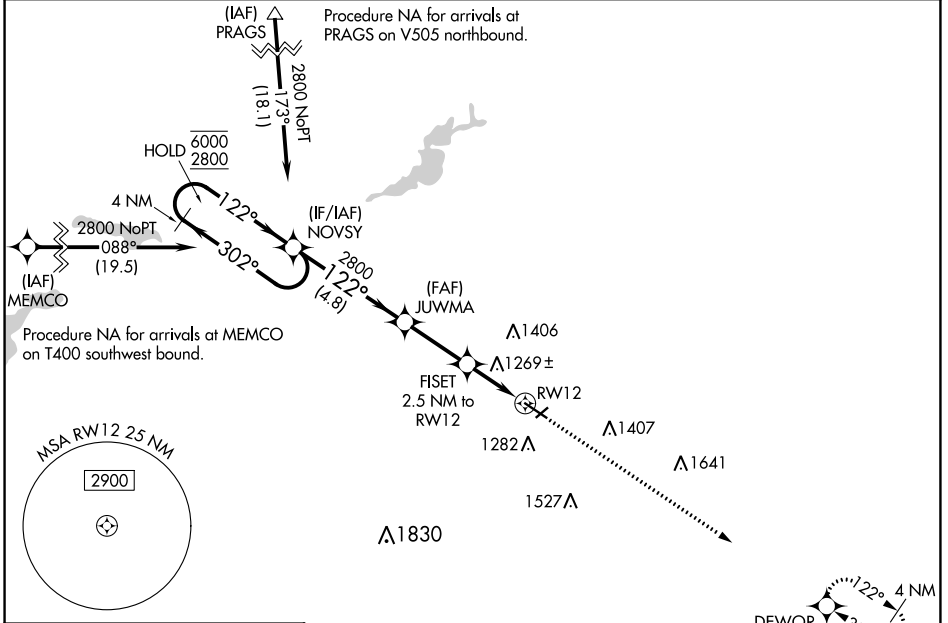 (IAF)
PRAGS
Procedure NA for arrivals at
PRAGS on V505 northbound.
2800 NoPT
173°
(18.1)
HOLD
6000
2800
4 NM
122°
302°
(IF/IAF)
NOVSY
2800 NoPT
088°
(19.5)
(IAF)
MEMCO
2800
122°
(4.8)
(FAF)
JUWMA
Procedure NA for arrivals at MEMCO
on T400 southwest bound.
1406
1269±
FISET
2.5 NM to
RW12
RW12
1282
1407
1641
1527
1830
MSA RW12 25 NM
2900
122°
4 NM